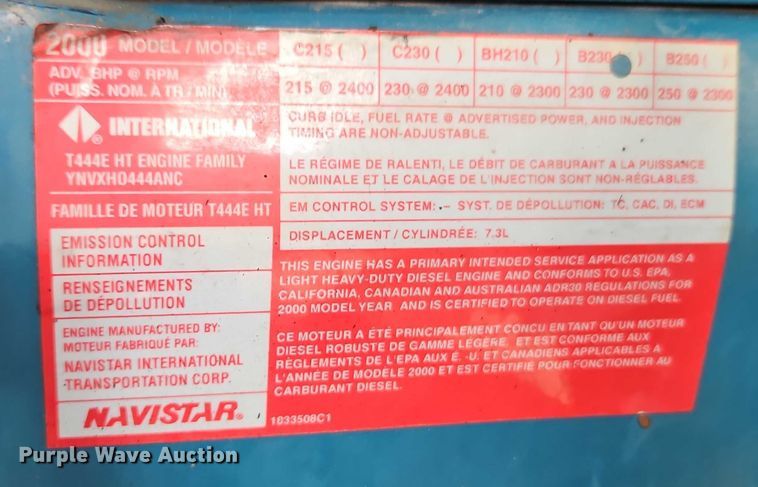 2000 MODEL / MODÈLE
C215 ( ) C230 ( ) BH210 ( ) B230 ( ) B250 ( )
ADV. BHP @ RPM
(PUISS. NOM. À TR / MIN)
215 @ 2400 230 @ 2400 210 @ 2300 230 @ 2300 250 @ 2300
INTERNATIONAL
T444E HT ENGINE FAMILY
YNVXH0444ANC
FAMILLE DE MOTEUR T444E HT
EMISSION CONTROL
INFORMATION
RENSEIGNEMENTS
DE DÉPOLLUTION
ENGINE MANUFACTURED BY:
MOTEUR FABRIQUÉ PAR:
NAVISTAR INTERNATIONAL
TRANSPORTATION CORP.
NAVISTAR®
CURB IDLE, FUEL RATE @ ADVERTISED POWER, AND INJECTION
TIMING ARE NON-ADJUSTABLE.
LE RÉGIME DE RALENTI, LE DÉBIT DE CARBURANT A LA PUISSANCE
NOMINALE ET LE CALAGE DE L'INJECTION SONT NON-RÉGLABLES.
EM CONTROL SYSTEM: - SYST. DE DÉPOLLUTION: TC, CAC, DI, ECM
DISPLACEMENT / CYLINDRÉE: 7.3L
THIS ENGINE HAS A PRIMARY INTENDED SERVICE APPLICATION AS A
LIGHT HEAVY-DUTY DIESEL ENGINE AND CONFORMS TO U.S. EPA,
CALIFORNIA, CANADIAN AND AUSTRALIAN ADR30 REGULATIONS FOR
2000 MODEL YEAR AND IS CERTIFIED TO OPERATE ON DIESEL FUEL.
CE MOTEUR A ÉTÉ PRINCIPALEMENT CONCU EN TANT QU'UN MOTEUR
DIESEL ROBUSTE DE GAMME LÉGÈRE, ET EST CONFORME AUX
RÈGLEMENTS DE L'EPA AUX É. -U. ET CANADIENS APPLICABLES A
L'ANNÉE DE MODÈLE 2000 ET EST CERTIFIÉ POUR FONCTIONNER AU
CARBURANT DIESEL.
1833508C1
Purple Wave Auction